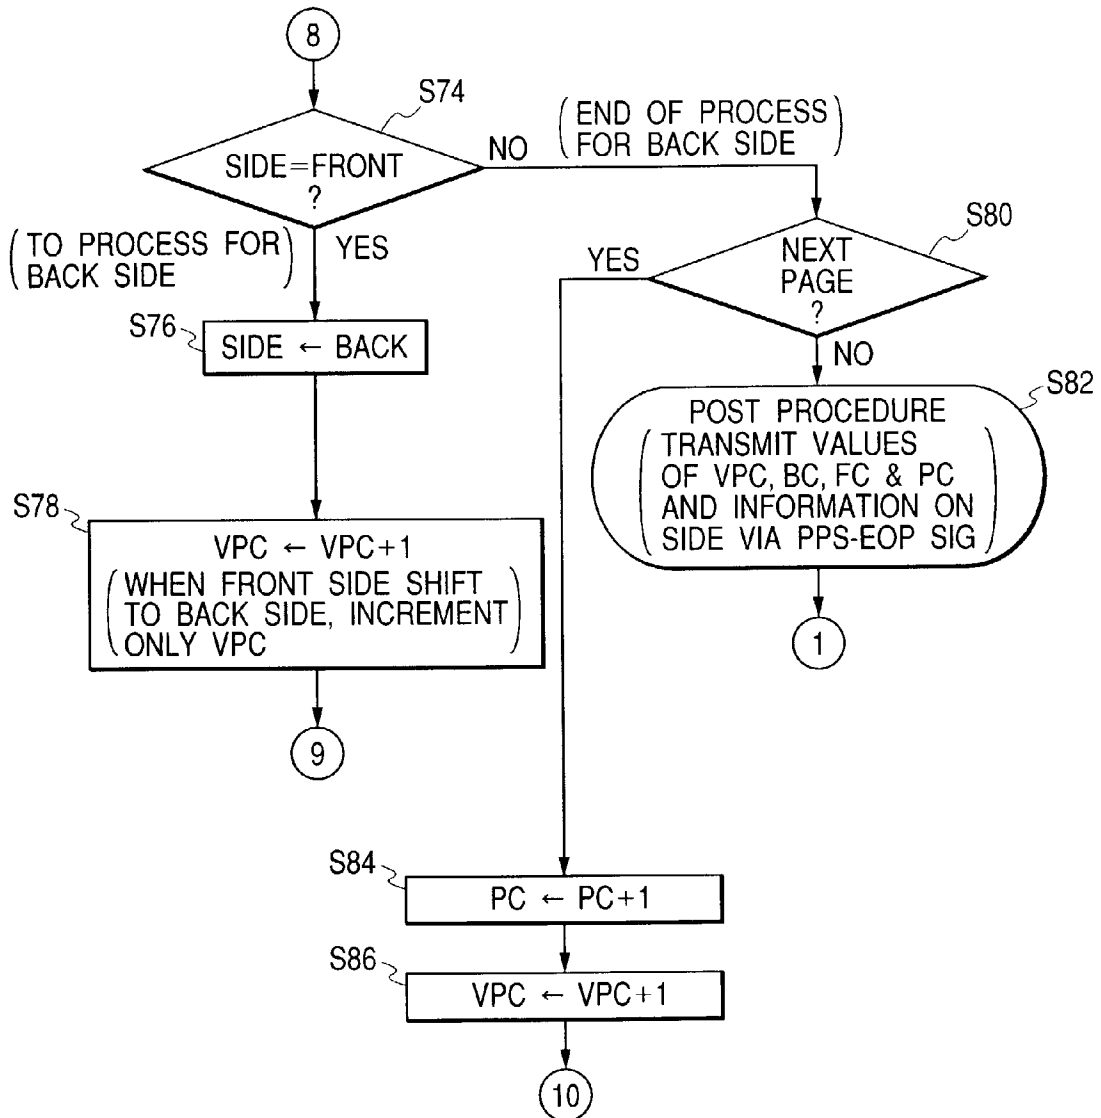 8
S74
SIDE=FRONT
?
NO
(END OF PROCESS
FOR BACK SIDE)
(TO PROCESS FOR
BACK SIDE)
YES
S76
SIDE ← BACK
S78
VPC ← VPC+1
(WHEN FRONT SIDE SHIFT
TO BACK SIDE, INCREMENT
ONLY VPC)
9
S80
NEXT
PAGE
?
YES
NO
S82
POST PROCEDURE
(TRANSMIT VALUES
OF VPC, BC, FC & PC
AND INFORMATION ON
SIDE VIA PPS-EOP SIG)
1
S84
PC ← PC+1
S86
VPC ← VPC+1
10